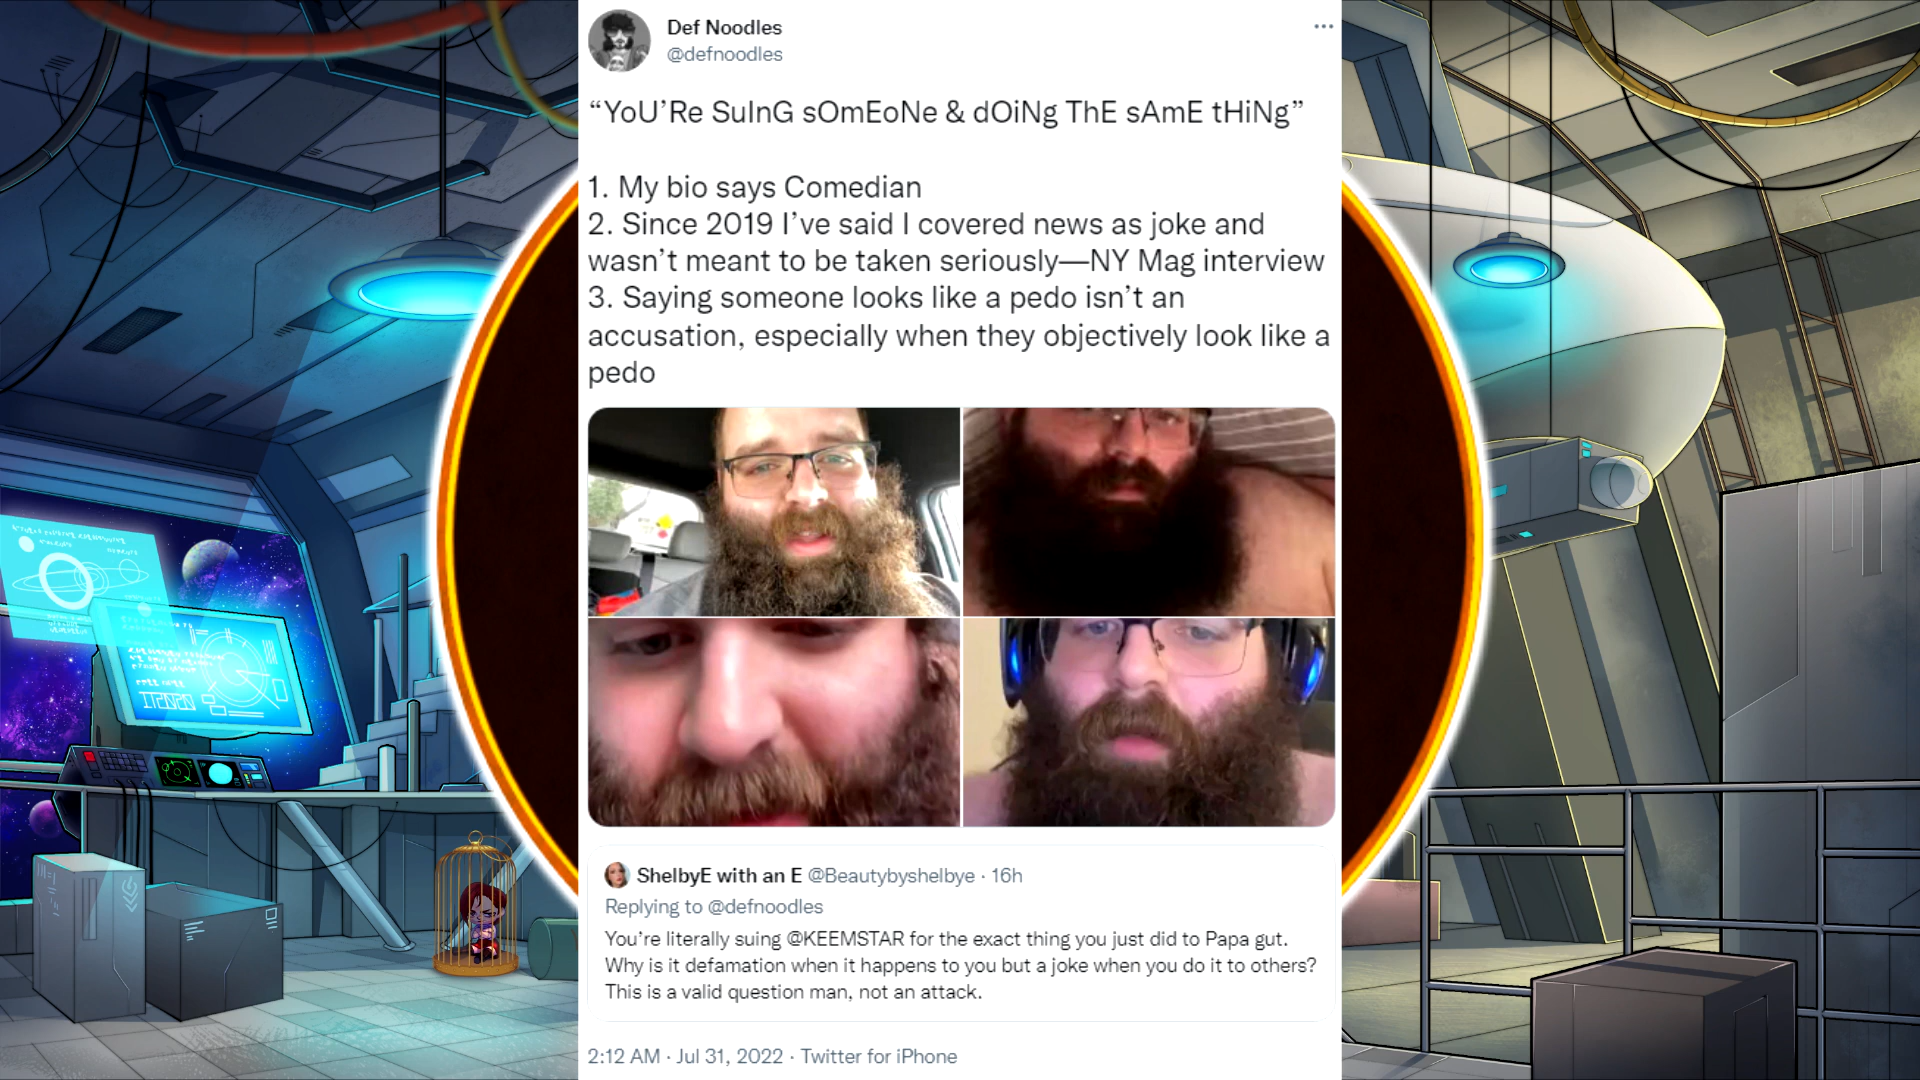 Def Noodles
@defnoodles
“YoU’Re SuInG sOmEoNe & dOiNg ThE sAmE tHiNg”
1. My bio says Comedian
2. Since 2019 I’ve said I covered news as joke and
wasn’t meant to be taken seriously—NY Mag interview
3. Saying someone looks like a pedo isn’t an
accusation, especially when they objectively look like a
pedo
ShelbyE with an E @Beautybyshelbye · 16h
Replying to @defnoodles
You’re literally suing @KEEMSTAR for the exact thing you just did to Papa gut.
Why is it defamation when it happens to you but a joke when you do it to others?
This is a valid question man, not an attack.
2:12 AM · Jul 31, 2022 · Twitter for iPhone